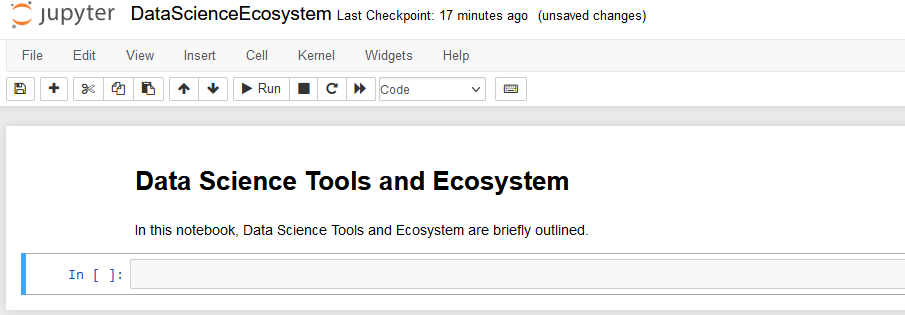 jupyter DataScienceEcosystem Last Checkpoint: 17 minutes ago (unsaved changes)
File Edit View Insert Cell Kernel Widgets Help
Run Code
Data Science Tools and Ecosystem
In this notebook, Data Science Tools and Ecosystem are briefly outlined.
In [ ]: